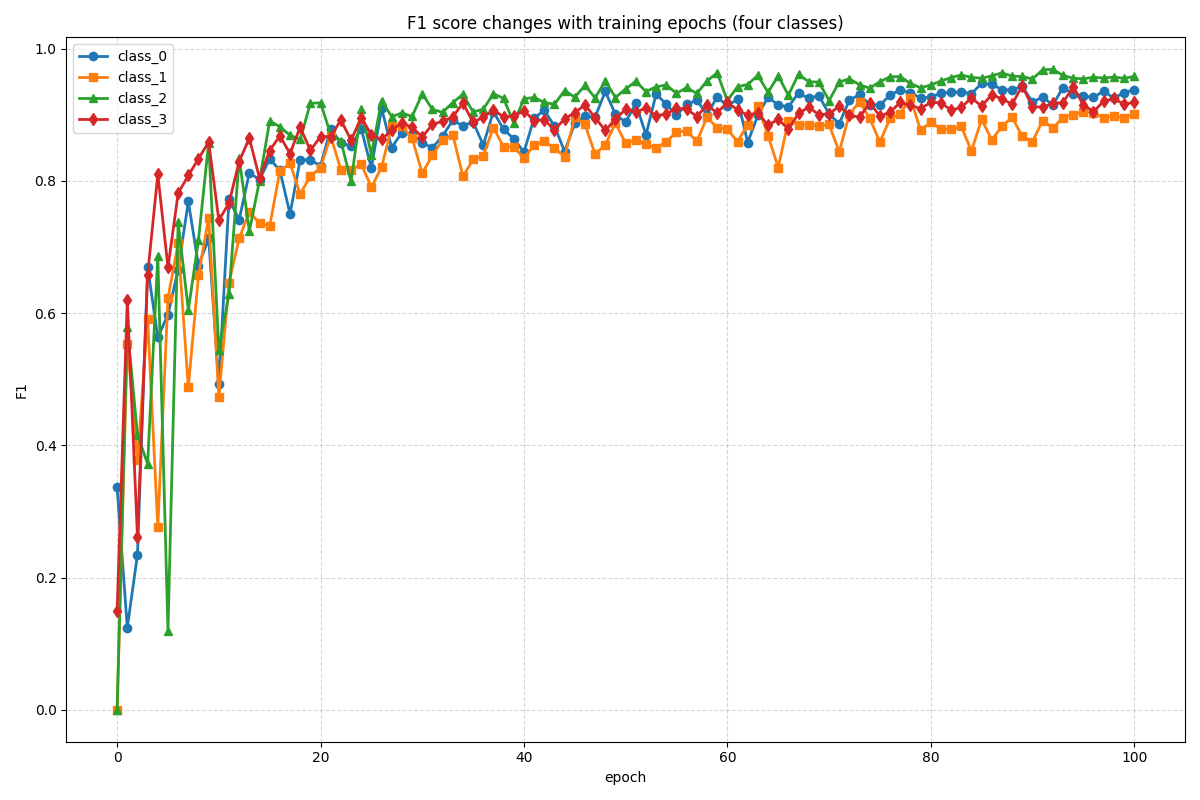 F1 score changes with training epochs (four classes)
class_0
class_1
class_2
class_3
1.0
0.8
0.6
0.4
0.2
0.0
F1
0 20 40 60 80 100
epoch